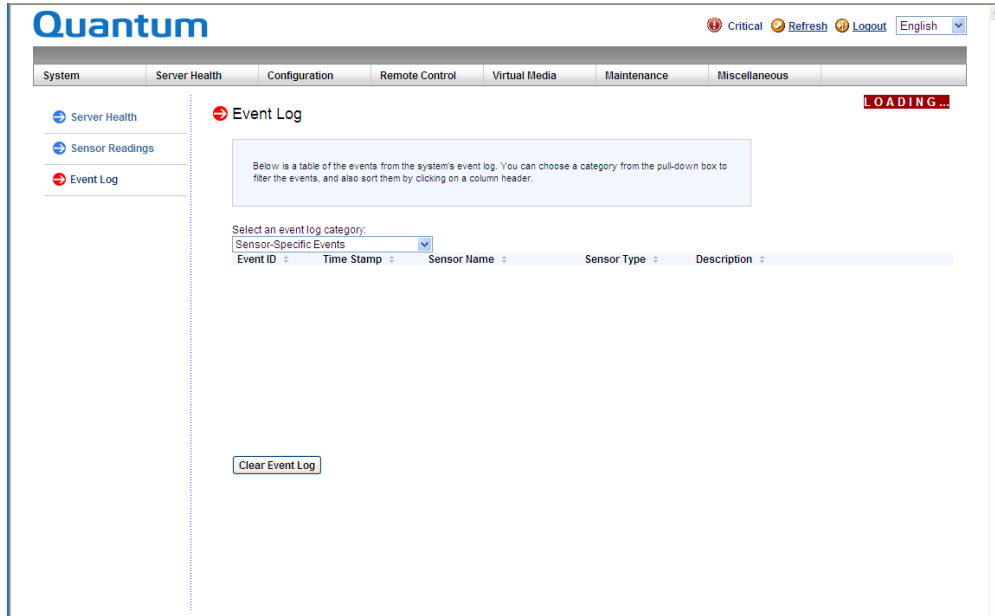 Quantum
Critical Refresh Logout English
System Server Health Configuration Remote Control Virtual Media Maintenance Miscellaneous
LOADING...
Server Health
Sensor Readings
Event Log
Event Log
Below is a table of the events from the system's event log. You can choose a category from the pull-down box to
filter the events, and also sort them by clicking on a column header.
Select an event log category:
Sensor-Specific Events
Event ID Time Stamp Sensor Name Sensor Type Description
Clear Event Log